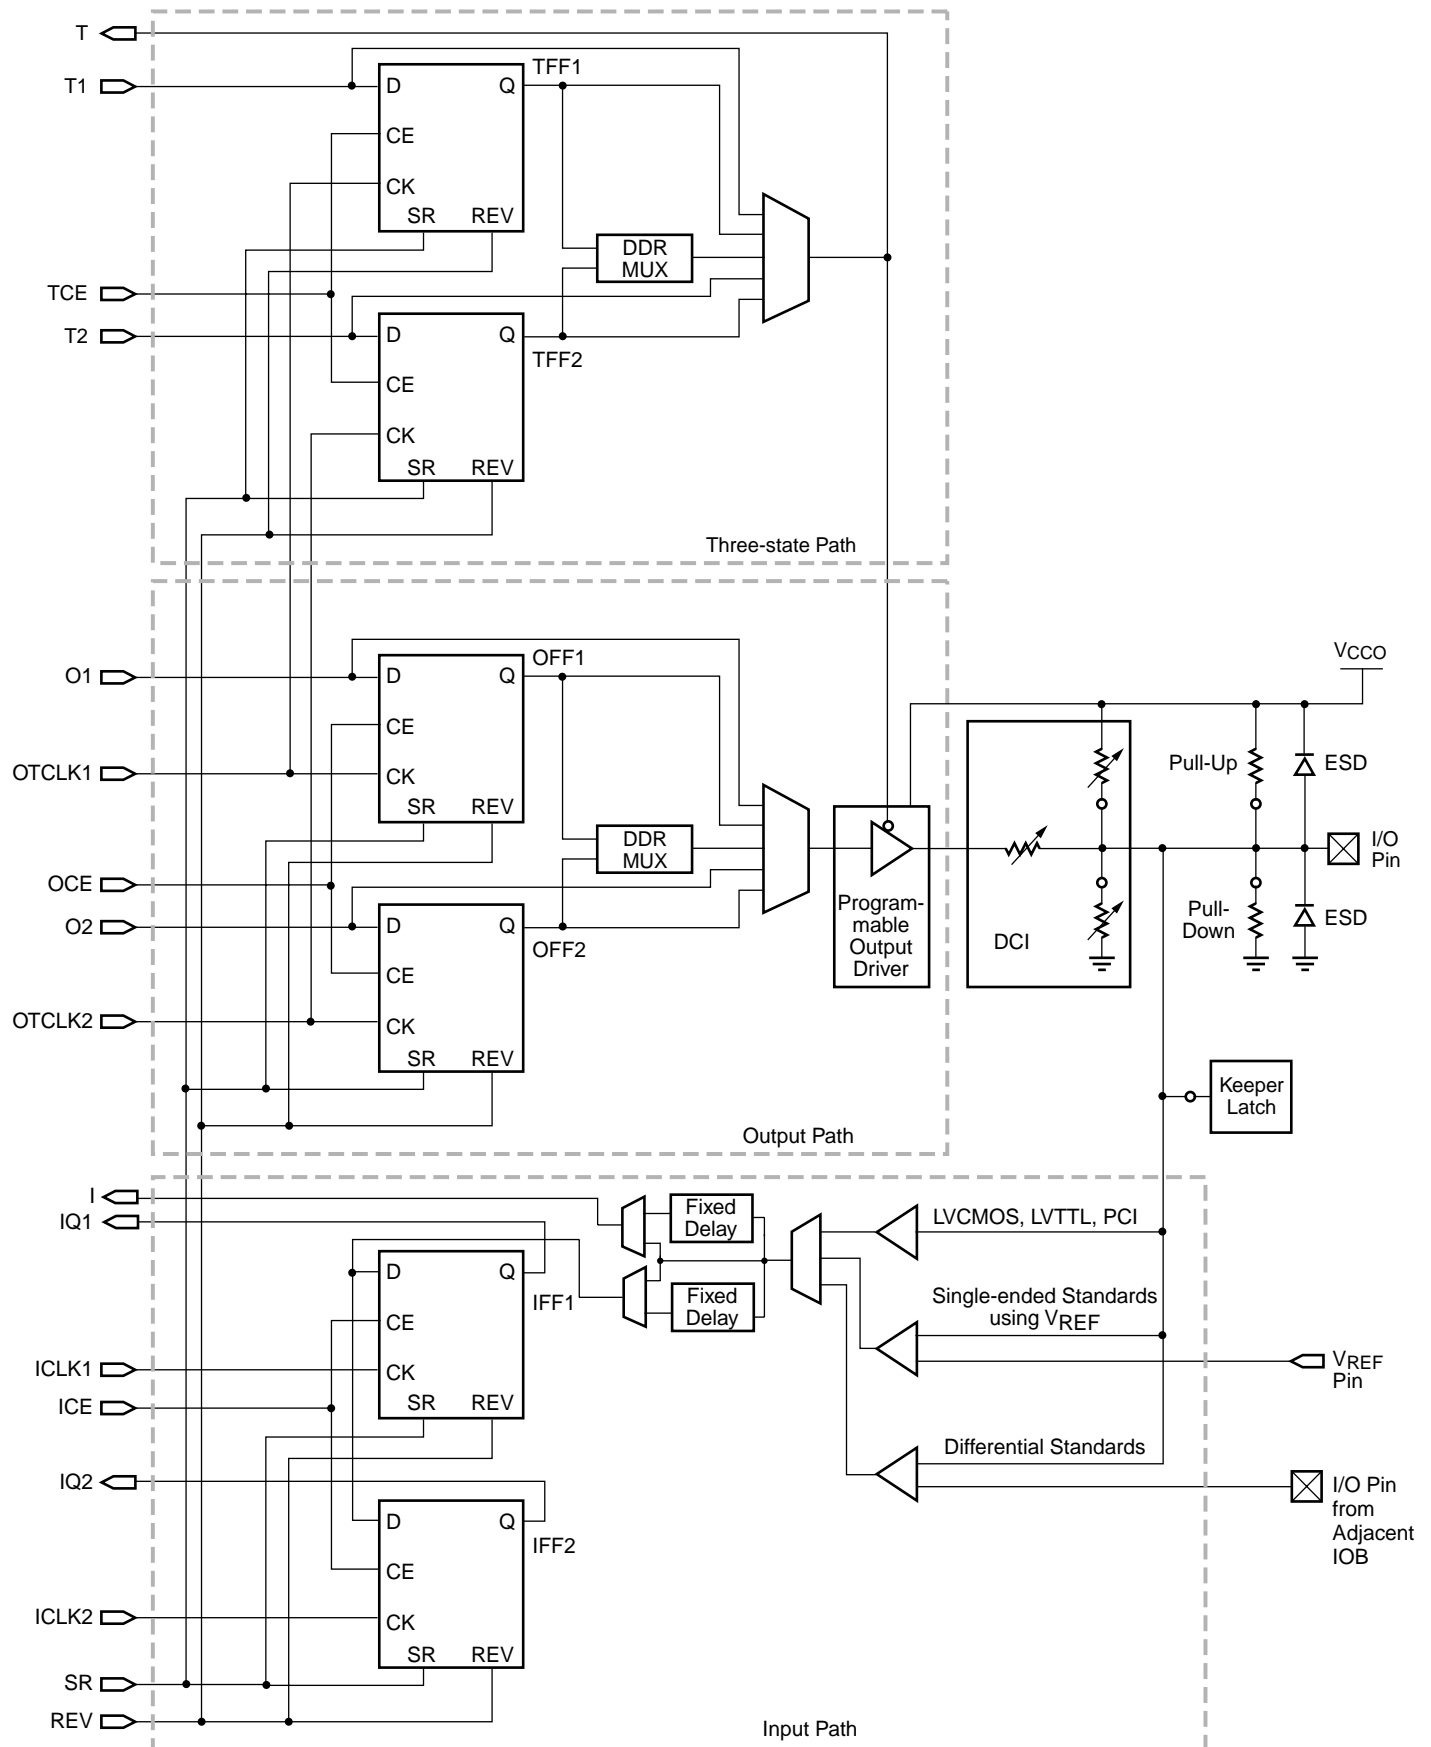 T
T1
D
Q
TFF1
CE
CK
SR
REV
DDR
MUX
TCE
T2
D
Q
TFF2
CE
CK
SR
REV
Three-state Path
O1
D
Q
OFF1
CE
OTCLK1
CK
SR
REV
DDR
MUX
OCE
O2
D
Q
OFF2
CE
OTCLK2
CK
SR
REV
Program-
mable
Output
Driver
DCI
VCCO
Pull-Up
ESD
I/O
Pin
Pull-
Down
ESD
Keeper
Latch
Output Path
I
IQ1
Fixed
Delay
LVCMOS, LVTTL, PCI
D
Q
IFF1
Fixed
Delay
Single-ended Standards
using VREF
CE
ICLK1
CK
VREF
Pin
ICE
SR
REV
Differential Standards
IQ2
I/O Pin
from
Adjacent
IOB
D
Q
IFF2
CE
ICLK2
CK
SR
REV
SR
REV
Input Path